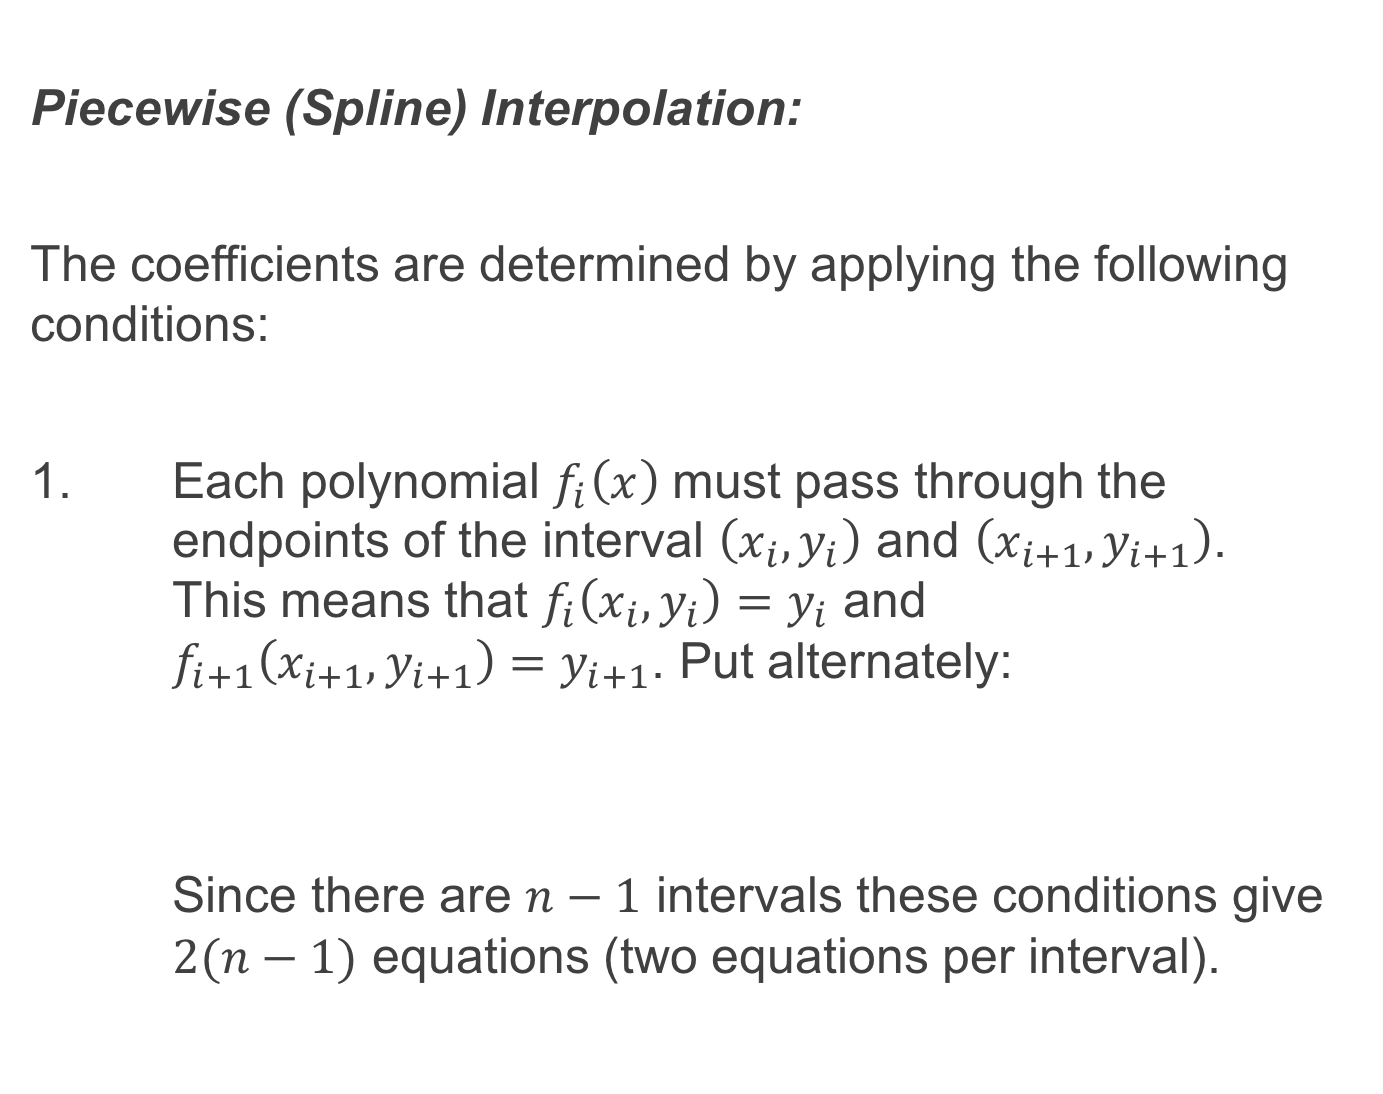 Piecewise (Spline) Interpolation:
The coefficients are determined by applying the following
conditions:
1. Each polynomial fᵢ(x) must pass through the
endpoints of the interval (xᵢ, yᵢ) and (xᵢ₊₁, yᵢ₊₁).
This means that fᵢ(xᵢ, yᵢ) = yᵢ and
fᵢ₊₁(xᵢ₊₁, yᵢ₊₁) = yᵢ₊₁. Put alternately:
Since there are n − 1 intervals these conditions give
2(n − 1) equations (two equations per interval).